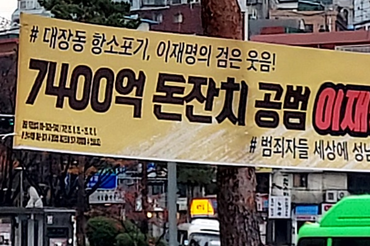 # 대장동 항소포기, 이재명의 검은 웃음!
7400억 돈잔치 공범 이재
# 범죄자들 세상에 성남